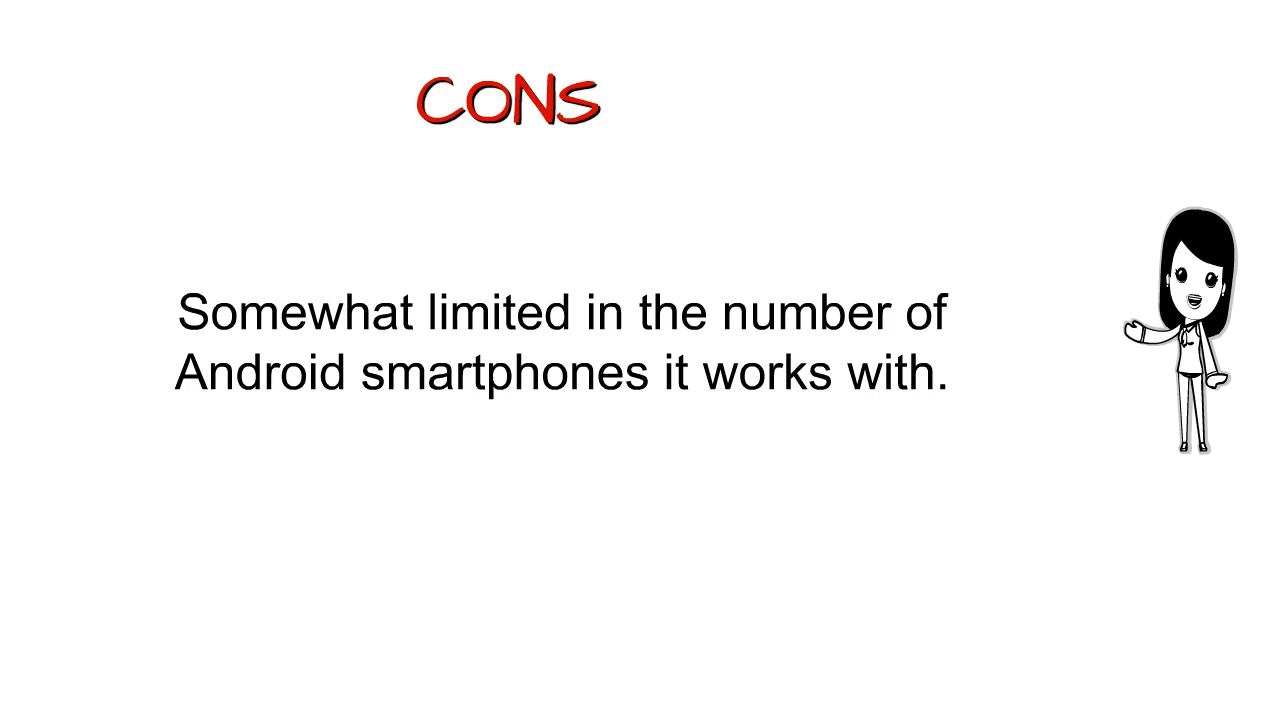 CONS
Somewhat limited in the number of
Android smartphones it works with.